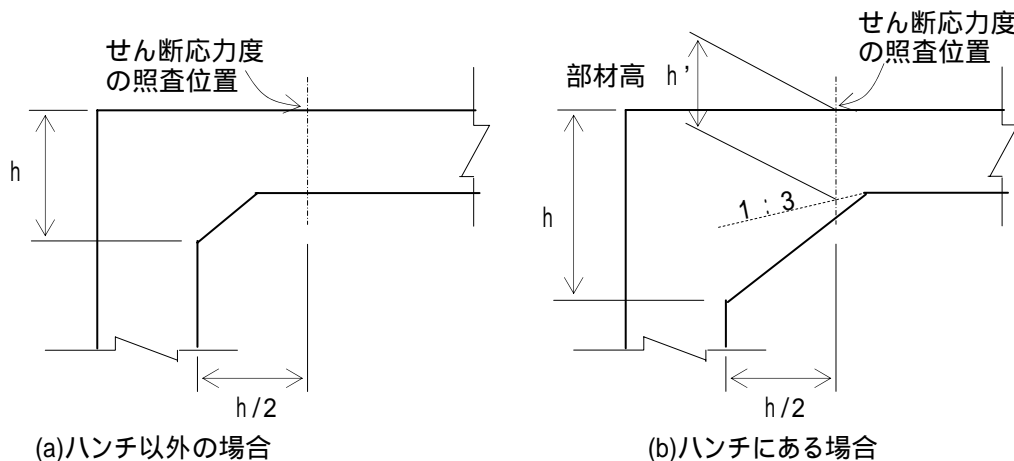 せん断応力度
の照査位置
h
h/2
(a)ハンチ以外の場合
せん断応力度
の照査位置
部材高 h’
h
1:3
h/2
(b)ハンチにある場合